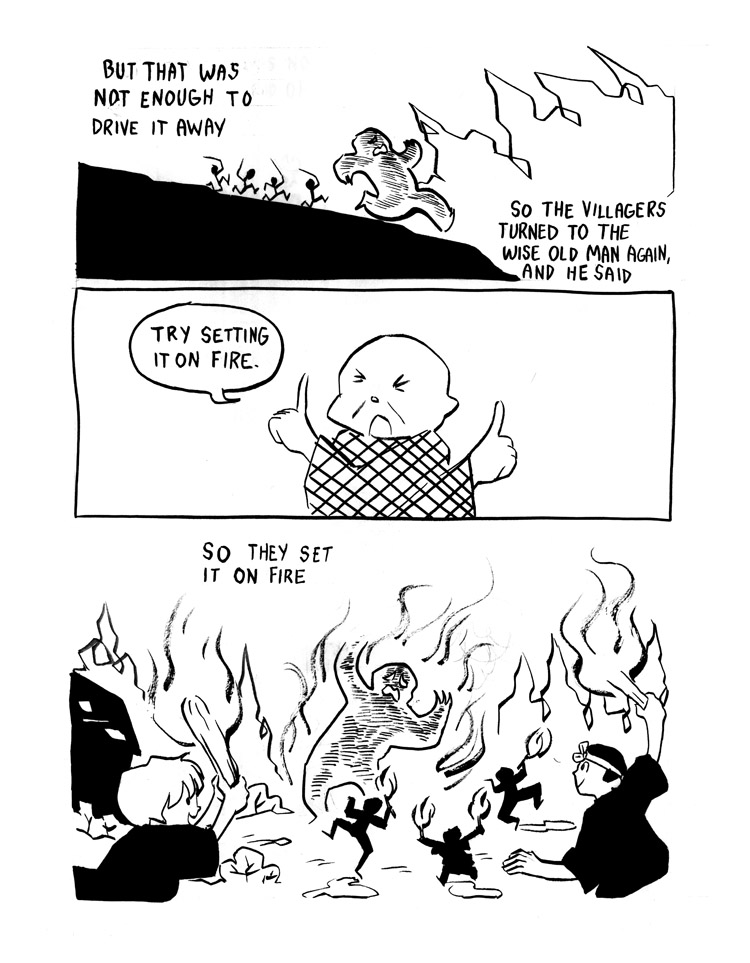 BUT THAT WAS
NOT ENOUGH TO
DRIVE IT AWAY
SO THE VILLAGERS
TURNED TO THE
WISE OLD MAN AGAIN,
AND HE SAID
TRY SETTING
IT ON FIRE.
SO THEY SET
IT ON FIRE